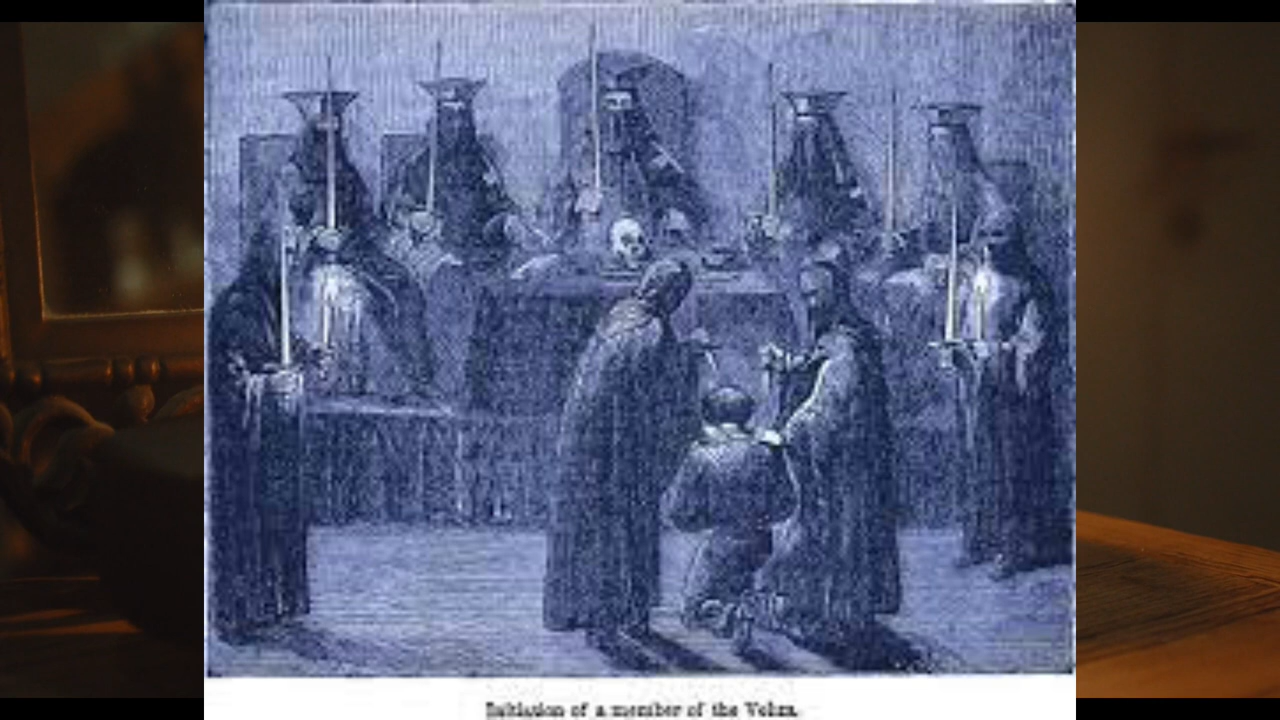 Initiation of a member of the Vehm.